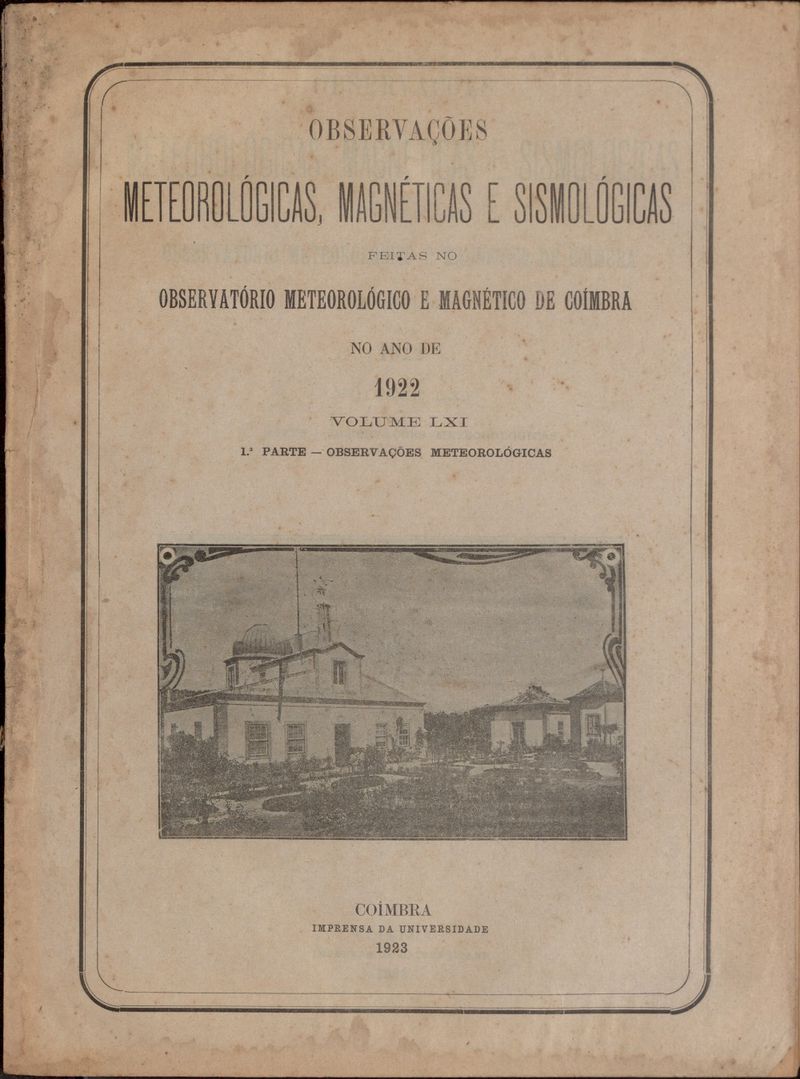 OBSERVAÇÕES
METEOROLÓGICAS, MAGNÉTICAS E SISMOLÓGICAS
FEITAS NO
OBSERVATÓRIO METEOROLÓGICO E MAGNÉTICO DE COÍMBRA
NO ANO DE
1922
VOLUME LXI
1.ª PARTE — OBSERVAÇÕES METEOROLÓGICAS
COÍMBRA
IMPRENSA DA UNIVERSIDADE
1923